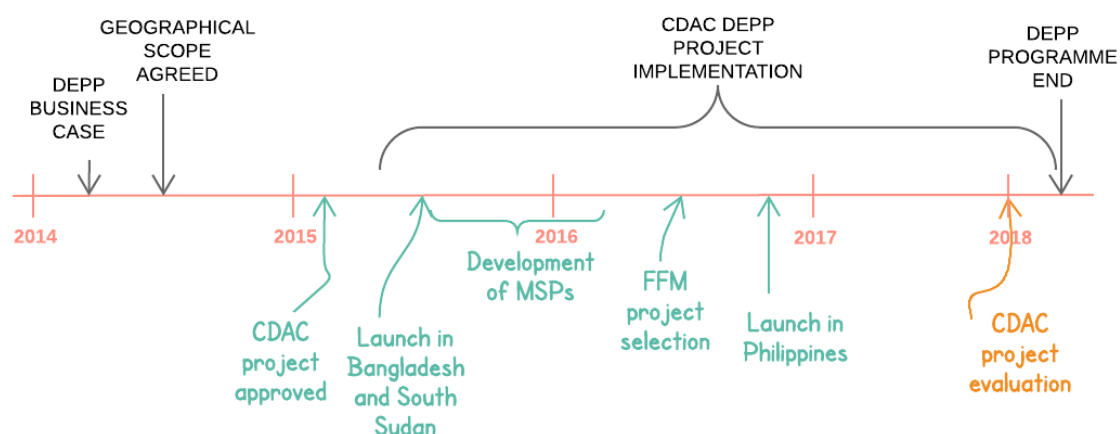 GEOGRAPHICAL
SCOPE
AGREED
DEPP
BUSINESS
CASE
CDAC DEPP
PROJECT
IMPLEMENTATION
DEPP
PROGRAMME
END
2014
2015
2016
2017
2018
Development
of MSPs
CDAC
project
approved
Launch in
Bangladesh
and South
Sudan
FFM
project
selection
Launch in
Philippines
CDAC
project
evaluation